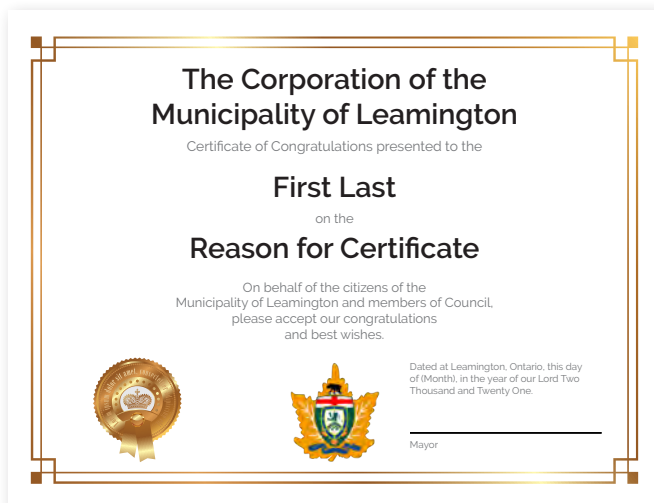 The Corporation of the
Municipality of Leamington
Certificate of Congratulations presented to the
First Last
on the
Reason for Certificate
On behalf of the citizens of the
Municipality of Leamington and members of Council,
please accept our congratulations
and best wishes.
Dated at Leamington, Ontario, this day
of (Month), in the year of our Lord Two
Thousand and Twenty One.
Mayor